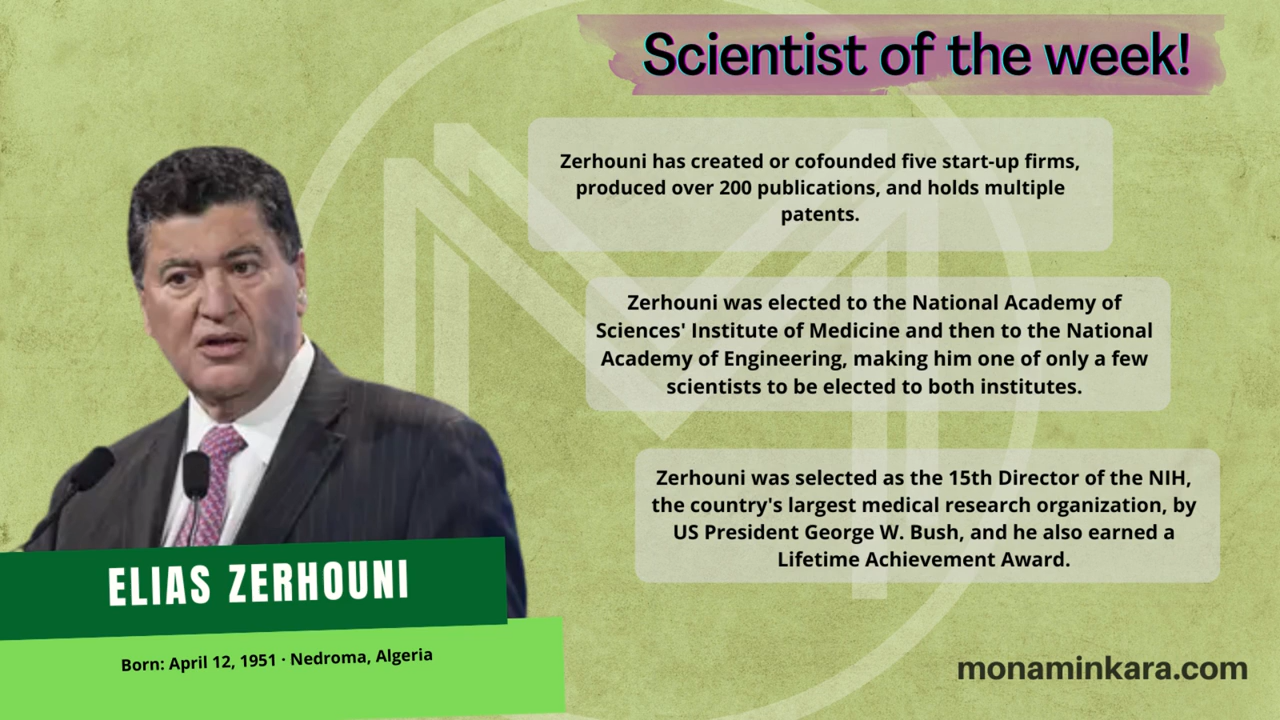 Scientist of the week!
Zerhouni has created or cofounded five start-up firms,
produced over 200 publications, and holds multiple
patents.
Zerhouni was elected to the National Academy of
Sciences' Institute of Medicine and then to the National
Academy of Engineering, making him one of only a few
scientists to be elected to both institutes.
Zerhouni was selected as the 15th Director of the NIH,
the country's largest medical research organization, by
US President George W. Bush, and he also earned a
Lifetime Achievement Award.
ELIAS ZERHOUNI
Born: April 12, 1951 · Nedroma, Algeria
monaminkara.com